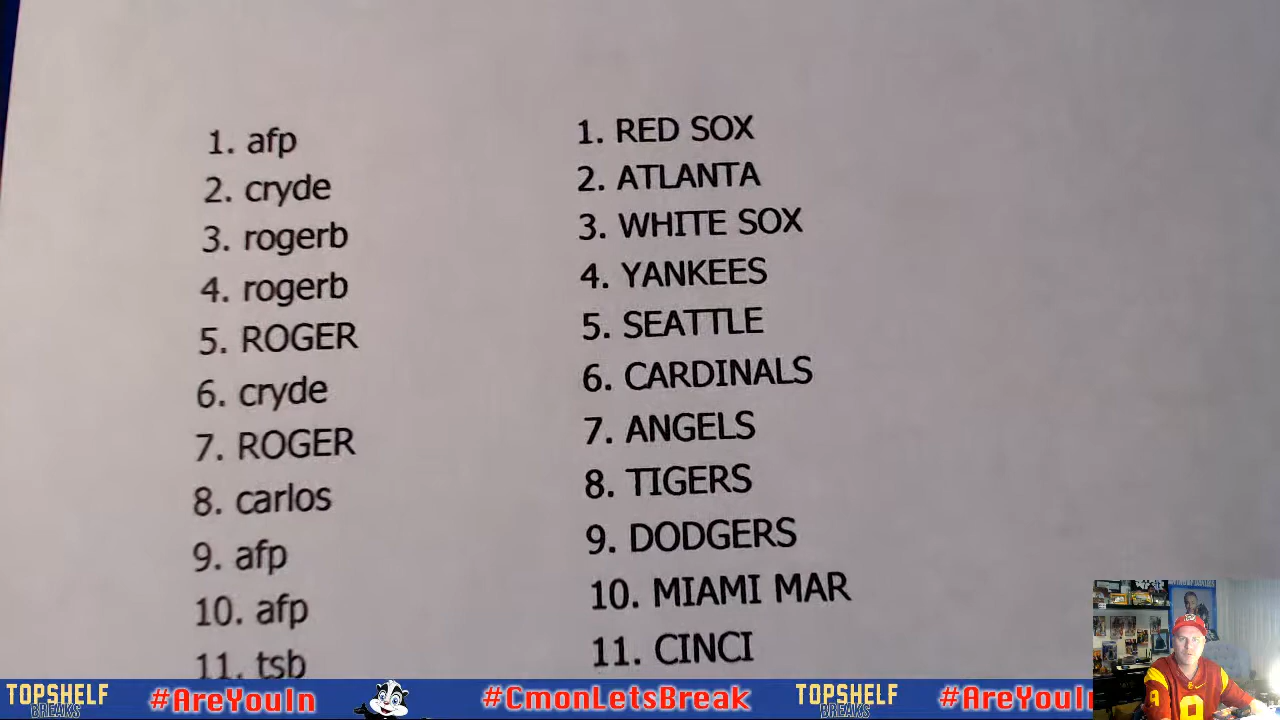 1. afp
2. cryde
3. rogerb
4. rogerb
5. ROGER
6. cryde
7. ROGER
8. carlos
9. afp
10. afp
11. tsb
1. RED SOX
2. ATLANTA
3. WHITE SOX
4. YANKEES
5. SEATTLE
6. CARDINALS
7. ANGELS
8. TIGERS
9. DODGERS
10. MIAMI MAR
11. CINCI
TOPSHELF BREAKS #AreYouIn #CmonLetsBreak TOPSHELF BREAKS #AreYouIn